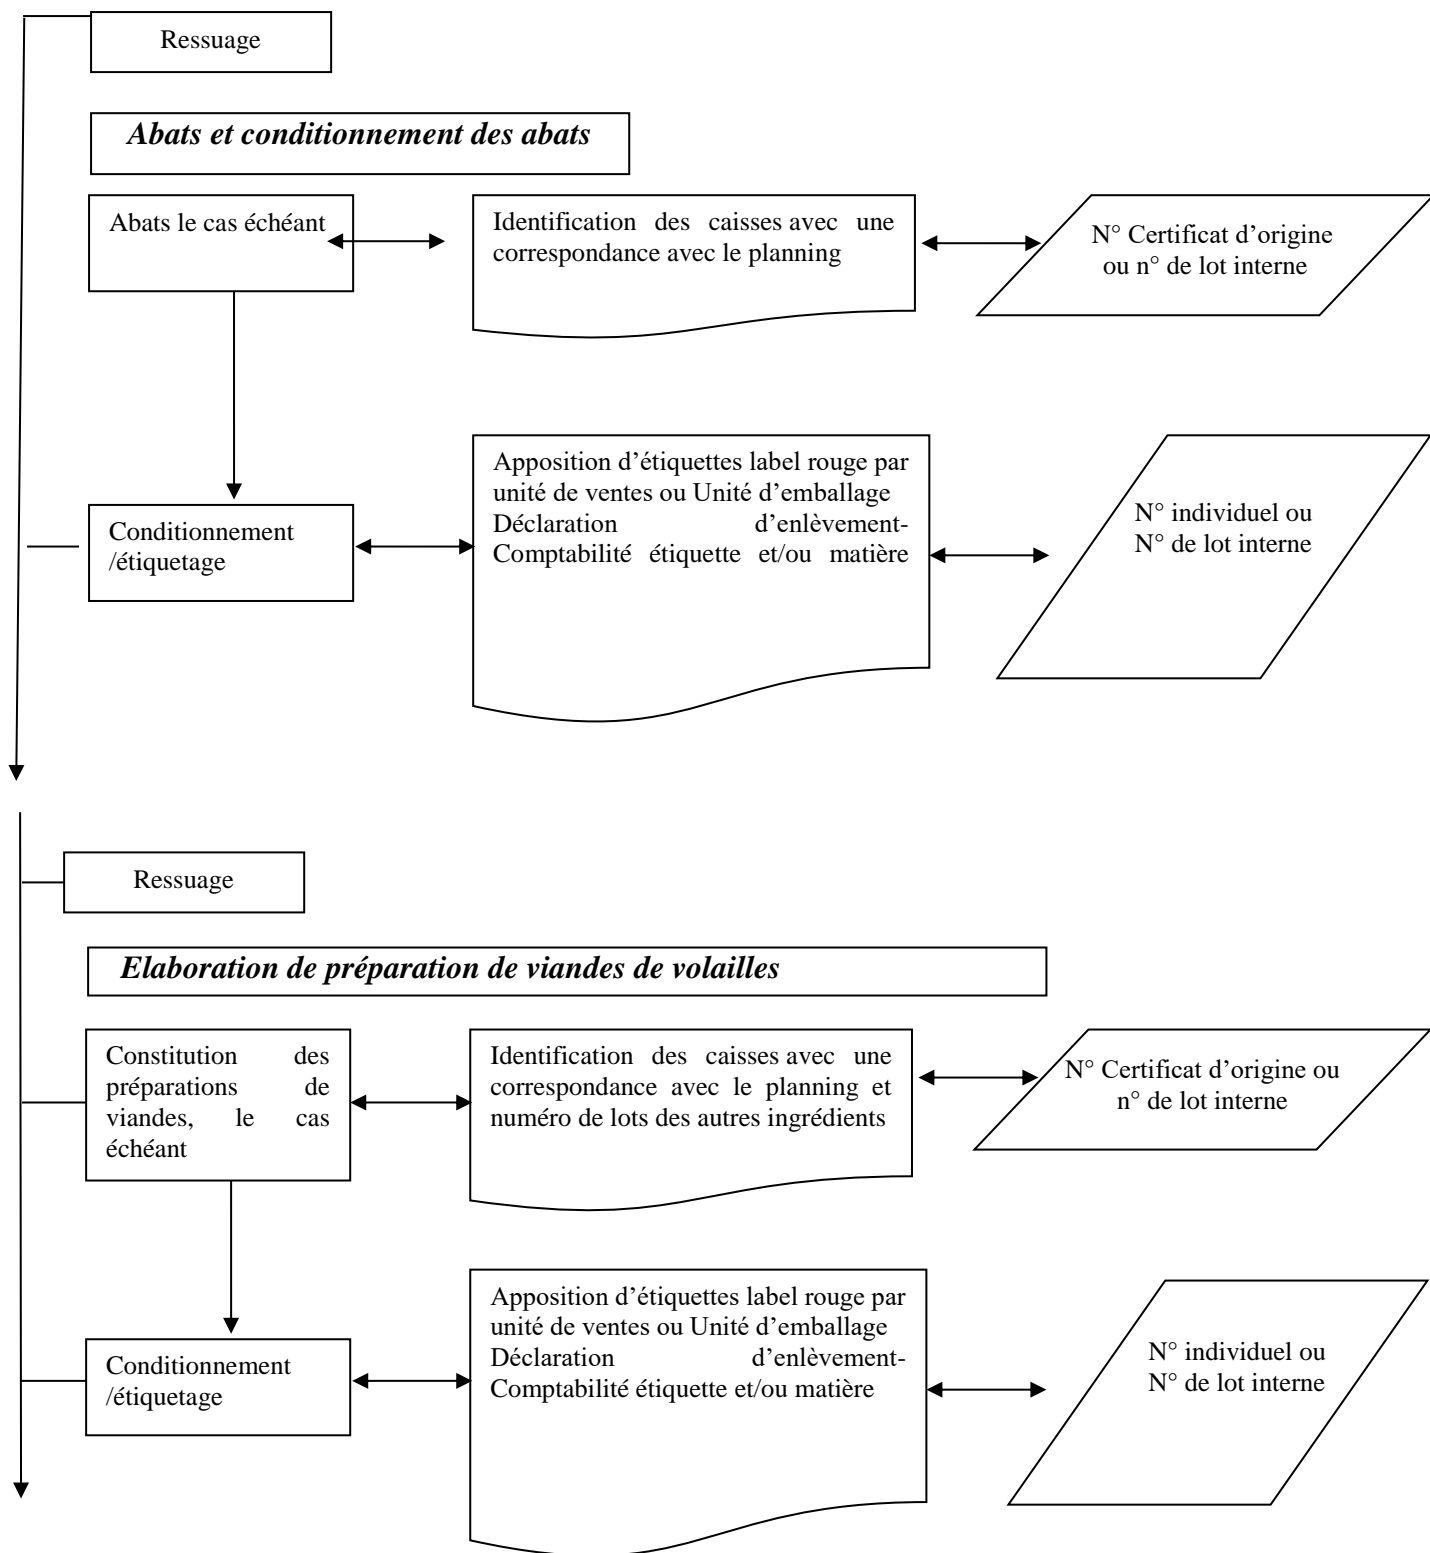 Ressuage
Abats et conditionnement des abats
Abats le cas échéant
Identification des caisses avec une
correspondance avec le planning
N° Certificat d'origine
ou n° de lot interne
Conditionnement
/étiquetage
Apposition d'étiquettes label rouge par
unité de ventes ou Unité d'emballage
Déclaration d'enlèvement-
Comptabilité étiquette et/ou matière
N° individuel ou
N° de lot interne
Ressuage
Elaboration de préparation de viandes de volailles
Constitution des
préparations de
viandes, le cas
échéant
Identification des caisses avec une
correspondance avec le planning et
numéro de lots des autres ingrédients
N° Certificat d'origine ou
n° de lot interne
Conditionnement
/étiquetage
Apposition d'étiquettes label rouge par
unité de ventes ou Unité d'emballage
Déclaration d'enlèvement-
Comptabilité étiquette et/ou matière
N° individuel ou
N° de lot interne